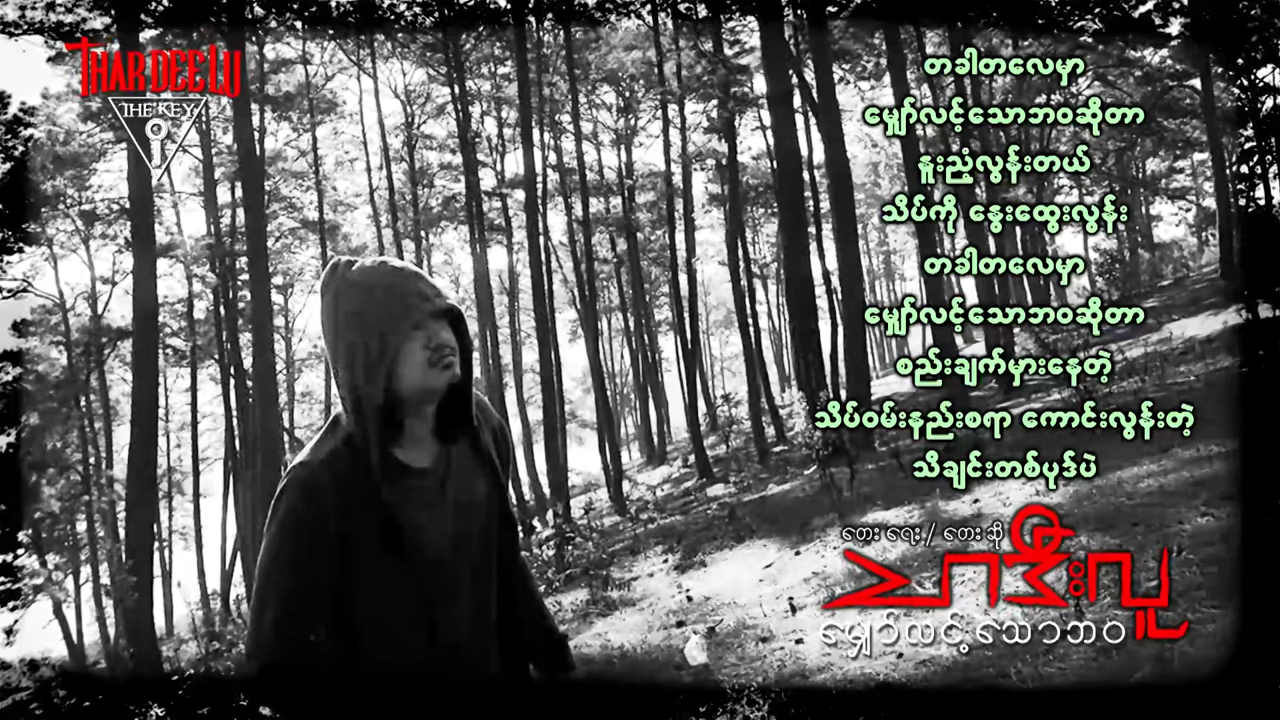 THAR DEE LU
THE KEY
တခါတလေမှာ
မျှော်လင့်သောဘဝဆိုတာ
နူးညံ့လွန်းတယ်
သိပ်ကို နွေးထွေးလွန်း
တခါတလေမှာ
မျှော်လင့်သောဘဝဆိုတာ
စည်းချက်မှားနေတဲ့
သိပ်ဝမ်းနည်းစရာ ကောင်းလွန်းတဲ့
သီချင်းတစ်ပုဒ်ပဲ
တေး ရေး / တေး ဆို
သာဒီးလူ
မျှော်လင့်သောဘဝ